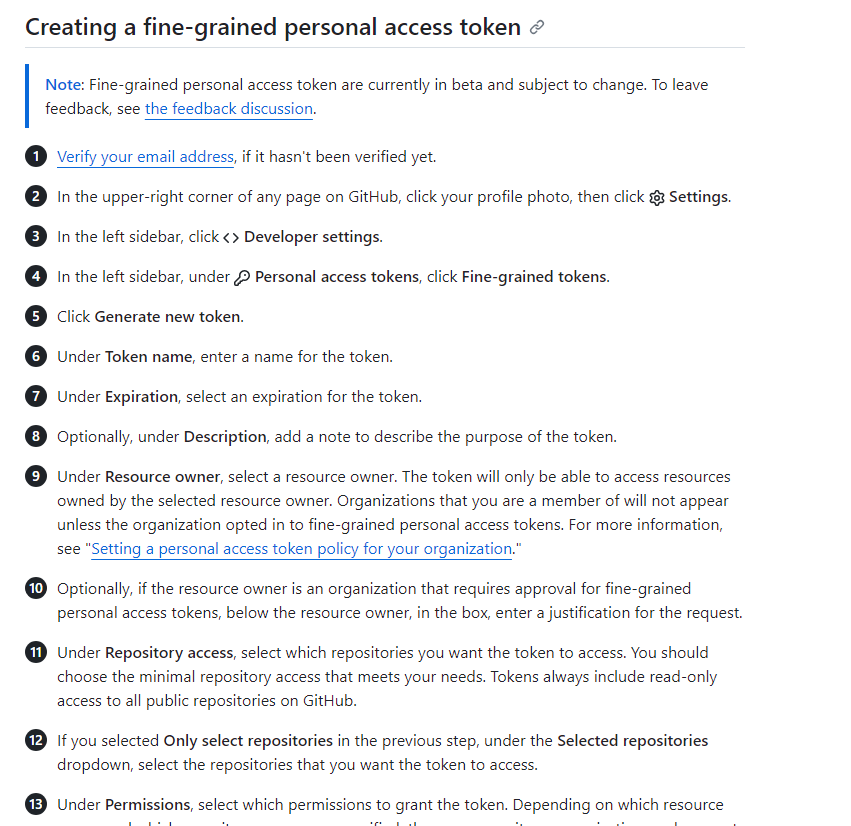 Creating a fine-grained personal access token
Note: Fine-grained personal access token are currently in beta and subject to change. To leave
feedback, see the feedback discussion.
1 Verify your email address, if it hasn't been verified yet.
2 In the upper-right corner of any page on GitHub, click your profile photo, then click Settings.
3 In the left sidebar, click <> Developer settings.
4 In the left sidebar, under Personal access tokens, click Fine-grained tokens.
5 Click Generate new token.
6 Under Token name, enter a name for the token.
7 Under Expiration, select an expiration for the token.
8 Optionally, under Description, add a note to describe the purpose of the token.
9 Under Resource owner, select a resource owner. The token will only be able to access resources
owned by the selected resource owner. Organizations that you are a member of will not appear
unless the organization opted in to fine-grained personal access tokens. For more information,
see "Setting a personal access token policy for your organization."
10 Optionally, if the resource owner is an organization that requires approval for fine-grained
personal access tokens, below the resource owner, in the box, enter a justification for the request.
11 Under Repository access, select which repositories you want the token to access. You should
choose the minimal repository access that meets your needs. Tokens always include read-only
access to all public repositories on GitHub.
12 If you selected Only select repositories in the previous step, under the Selected repositories
dropdown, select the repositories that you want the token to access.
13 Under Permissions, select which permissions to grant the token. Depending on which resource